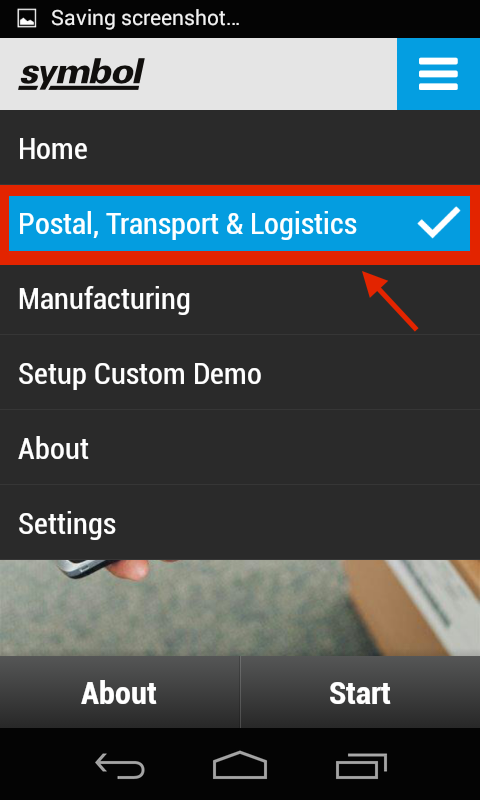 Saving screenshot...
symbol
Home
Postal, Transport & Logistics
Manufacturing
Setup Custom Demo
About
Settings
About
Start